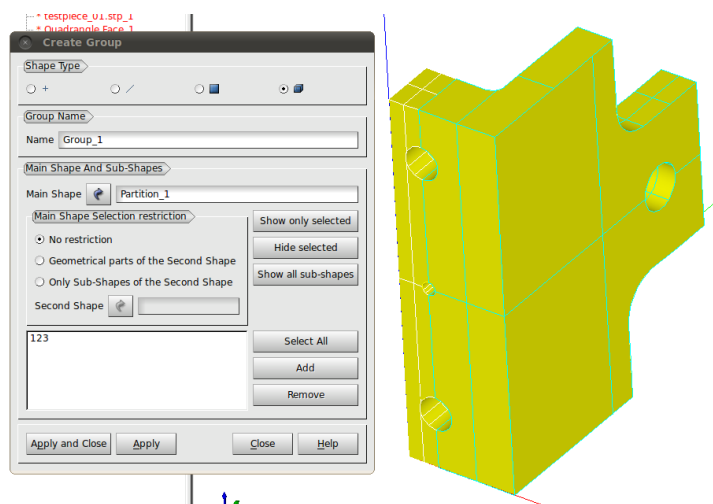 * testpiece_01.stp_1
* Quadrangle Face_1
Create Group
Shape Type
Group Name
Name Group_1
Main Shape And Sub-Shapes
Main Shape Partition_1
Main Shape Selection restriction
Show only selected
No restriction
Hide selected
Geometrical parts of the Second Shape
Show all sub-shapes
Only Sub-Shapes of the Second Shape
Second Shape
123
Select All
Add
Remove
Apply and Close Apply Close Help